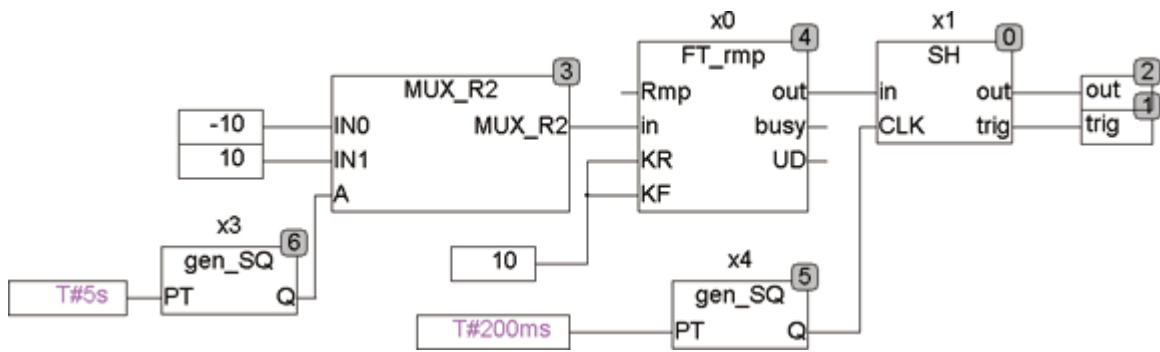 x0
x1
4
0
FT_rmp
SH
3
2
MUX_R2
Rmp
out
in
out
out
1
-10
IN0
MUX_R2
in
busy
CLK
trig
trig
10
IN1
KR
UD
A
KF
x3
6
gen_SQ
10
x4
5
T#5s
PT
Q
gen_SQ
T#200ms
PT
Q